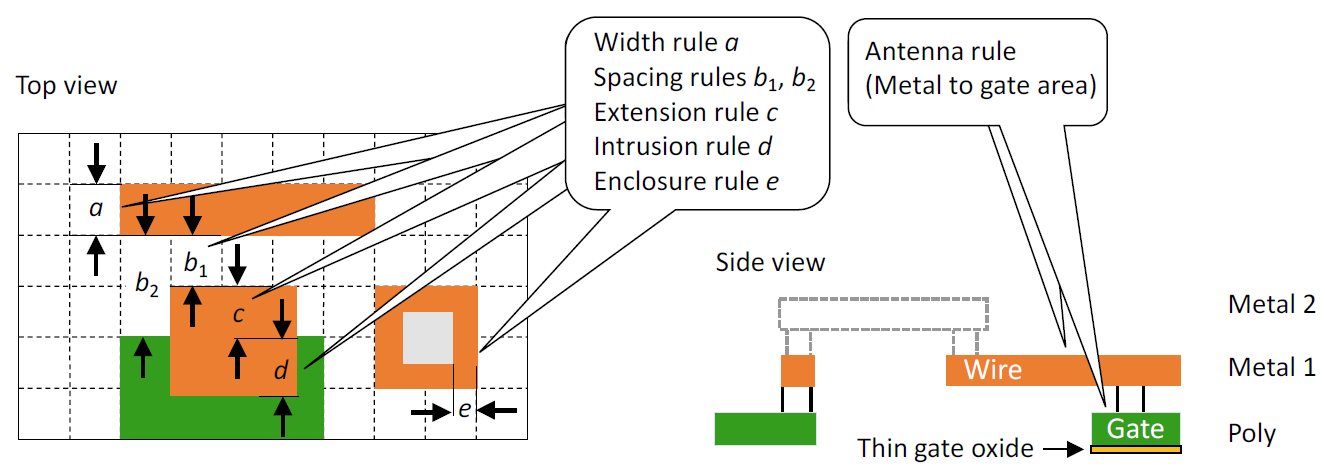 Top view
Width rule a
Spacing rules b1, b2
Extension rule c
Intrusion rule d
Enclosure rule e
Antenna rule
(Metal to gate area)
a
b1
b2
c
d
e
Side view
Metal 2
Wire
Metal 1
Gate
Poly
Thin gate oxide